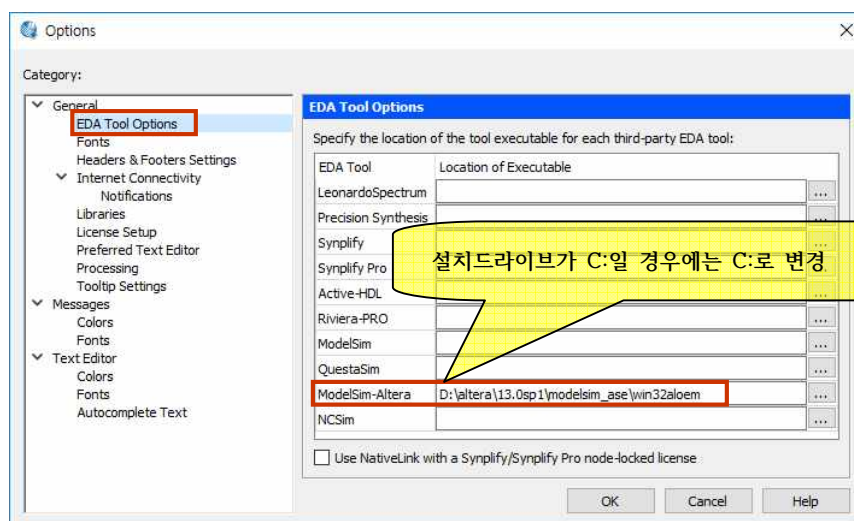 Options
Category:
General
EDA Tool Options
Fonts
Headers & Footers Settings
Internet Connectivity
Notifications
Libraries
License Setup
Preferred Text Editor
Processing
Tooltip Settings
Messages
Colors
Fonts
Text Editor
Colors
Fonts
Autocomplete Text
EDA Tool Options
Specify the location of the tool executable for each third-party EDA tool:
EDA Tool Location of Executable
LeonardoSpectrum ...
Precision Synthesis ...
Synplify ...
Synplify Pro
설치드라이브가 C:일 경우에는 C:로 변경
Active-HDL ...
Riviera-PRO ...
ModelSim ...
QuestaSim ...
ModelSim-Altera D:\altera\13.0sp1\modelsim_ase\win32aloem ...
NCSim ...
Use NativeLink with a Synplify/Synplify Pro node-locked license
OK Cancel Help